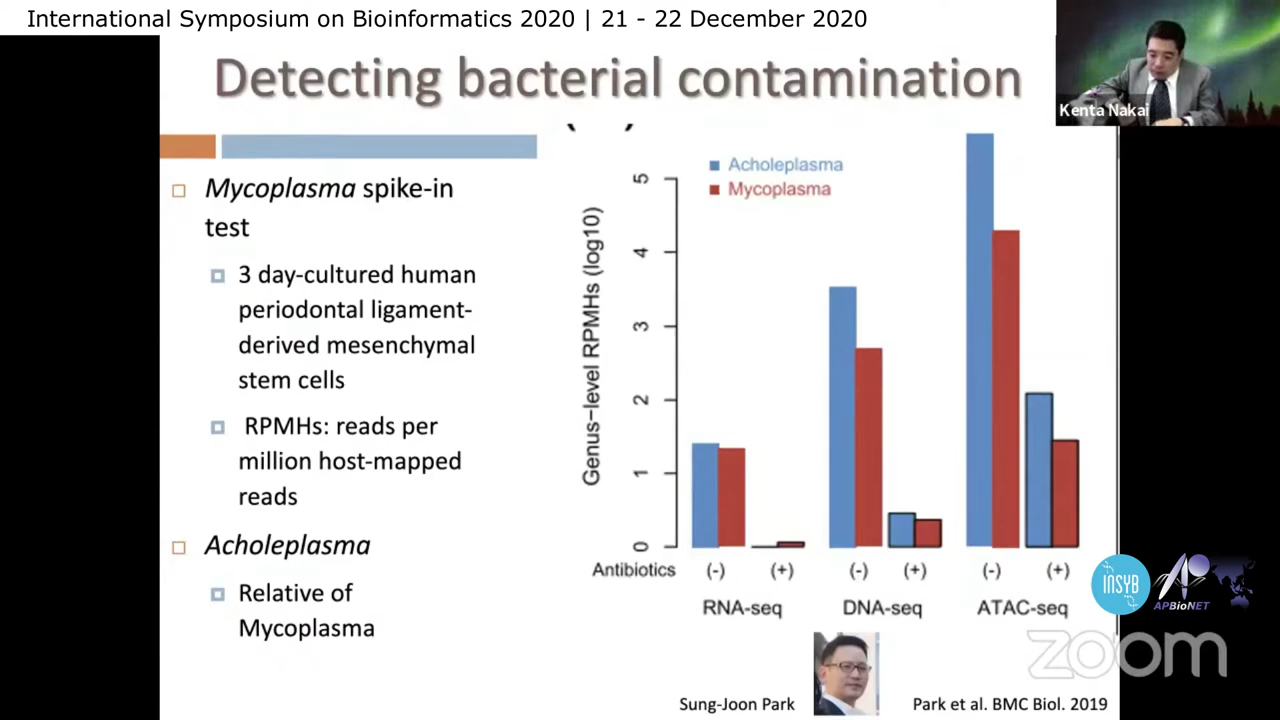 International Symposium on Bioinformatics 2020 | 21 - 22 December 2020
Detecting bacterial contamination
Kenta Nakai
Mycoplasma spike-in
test
3 day-cultured human
periodontal ligament-
derived mesenchymal
stem cells
RPMHs: reads per
million host-mapped
reads
Acholeplasma
Relative of
Mycoplasma
Acholeplasma
Mycoplasma
Genus-level RPMHs (log10)
5
4
3
2
1
0
Antibiotics (-) (+) (-) (+) (-) (+)
RNA-seq DNA-seq ATAC-seq
INSYB
APBioNET
zoom
Sung-Joon Park
Park et al. BMC Biol. 2019